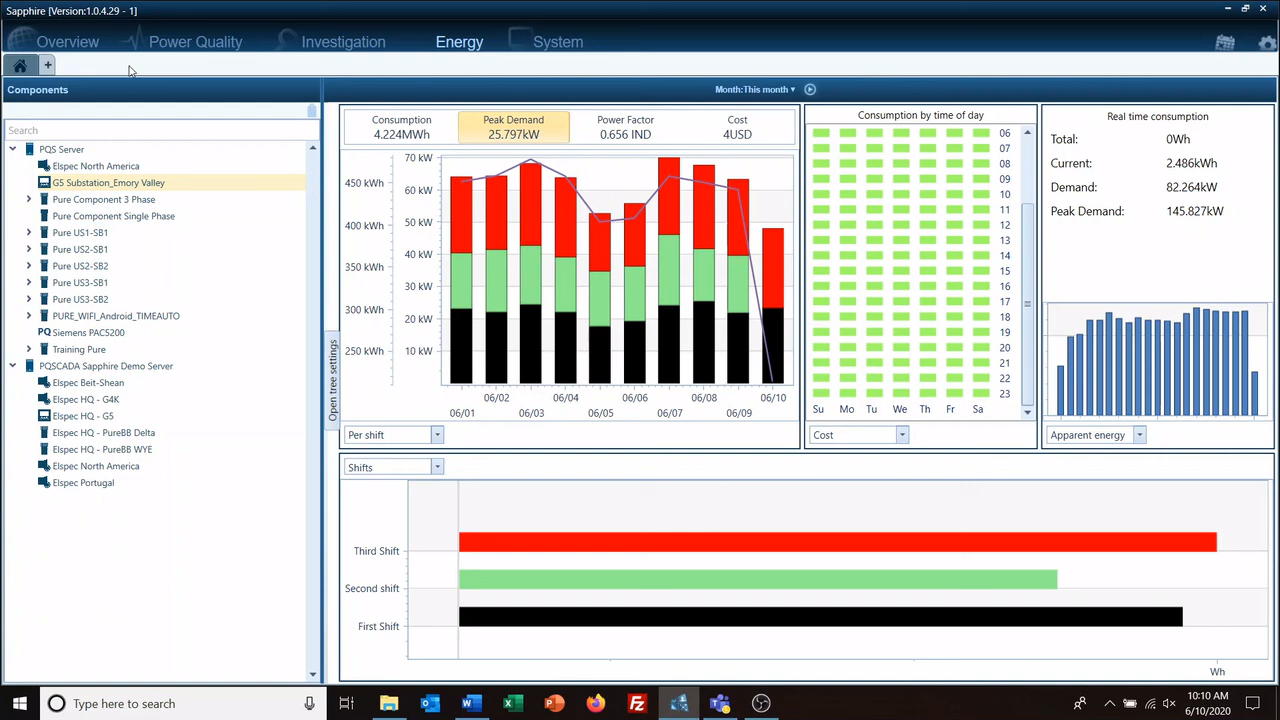 Sapphire [Version:1.0.4.29 - 1]
Overview
Power Quality
Investigation
Energy
System
+
Components
Month:This month
Search
PQS Server
Elspec North America
G5 Substation_Emory Valley
Pure Component 3 Phase
Pure Component Single Phase
Pure US1-SB1
Pure US2-SB1
Pure US2-SB2
Pure US3-SB1
Pure US3-SB2
PURE_WIFI_Android_TIMEAUTO
PQ Siemens PAC5200
Training Pure
PQSCADA Sapphire Demo Server
Elspec Beit-Shean
Elspec HQ - G4K
Elspec HQ - G5
Elspec HQ - PureBB Delta
Elspec HQ - PureBB WYE
Elspec North America
Elspec Portugal
Open tree settings
Consumption
4.224MWh
Peak Demand
25.797kW
Power Factor
0.656 IND
Cost
4USD
450 kWh
400 kWh
350 kWh
300 kWh
250 kWh
70 kW
60 kW
50 kW
40 kW
30 kW
20 kW
10 kW
06/02 06/04 06/06 06/08 06/10
06/01 06/03 06/05 06/07 06/09
Per shift
Consumption by time of day
06
07
08
09
10
11
12
13
14
15
16
17
18
19
20
21
22
23
Su Mo Tu We Th Fr Sa
Cost
Real time consumption
Total: 0Wh
Current: 2.486kWh
Demand: 82.264kW
Peak Demand: 145.827kW
Apparent energy
Shifts
Third Shift
Second shift
First Shift
Wh
Type here to search
10:10 AM
6/10/2020